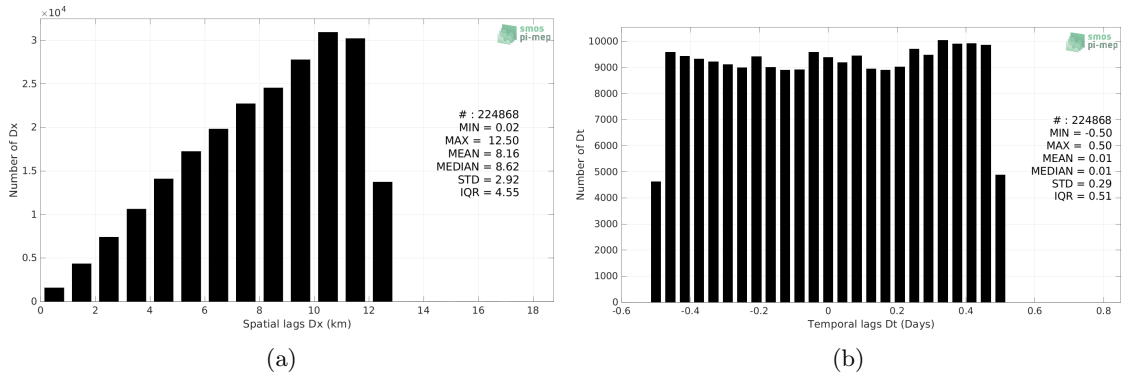 ×10^4
3
2.5
2
1.5
1
0.5
0
Number of Dx
0 2 4 6 8 10 12 14 16 18
Spatial lags Dx (km)
smos
pi-mep
# : 224868
MIN = 0.02
MAX = 12.50
MEAN = 8.16
MEDIAN = 8.62
STD = 2.92
IQR = 4.55
(a)
10000
9000
8000
7000
6000
5000
4000
3000
2000
1000
0
Number of Dt
-0.6 -0.4 -0.2 0 0.2 0.4 0.6 0.8
Temporal lags Dt (Days)
smos
pi-mep
# : 224868
MIN = -0.50
MAX = 0.50
MEAN = 0.01
MEDIAN = 0.01
STD = 0.29
IQR = 0.51
(b)